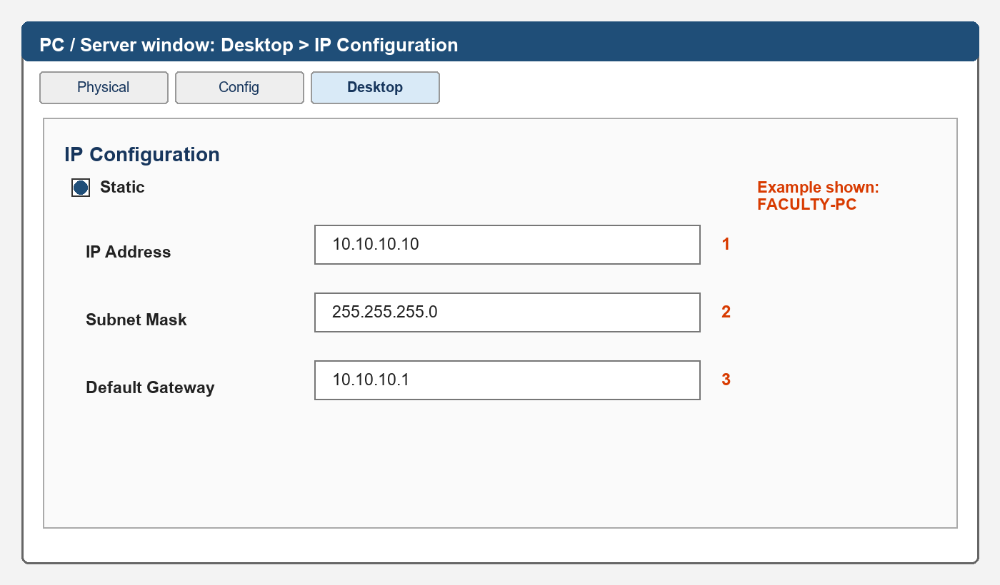 PC / Server window: Desktop > IP Configuration
Physical Config Desktop
IP Configuration
Static
Example shown:
FACULTY-PC
IP Address 10.10.10.10 1
Subnet Mask 255.255.255.0 2
Default Gateway 10.10.10.1 3